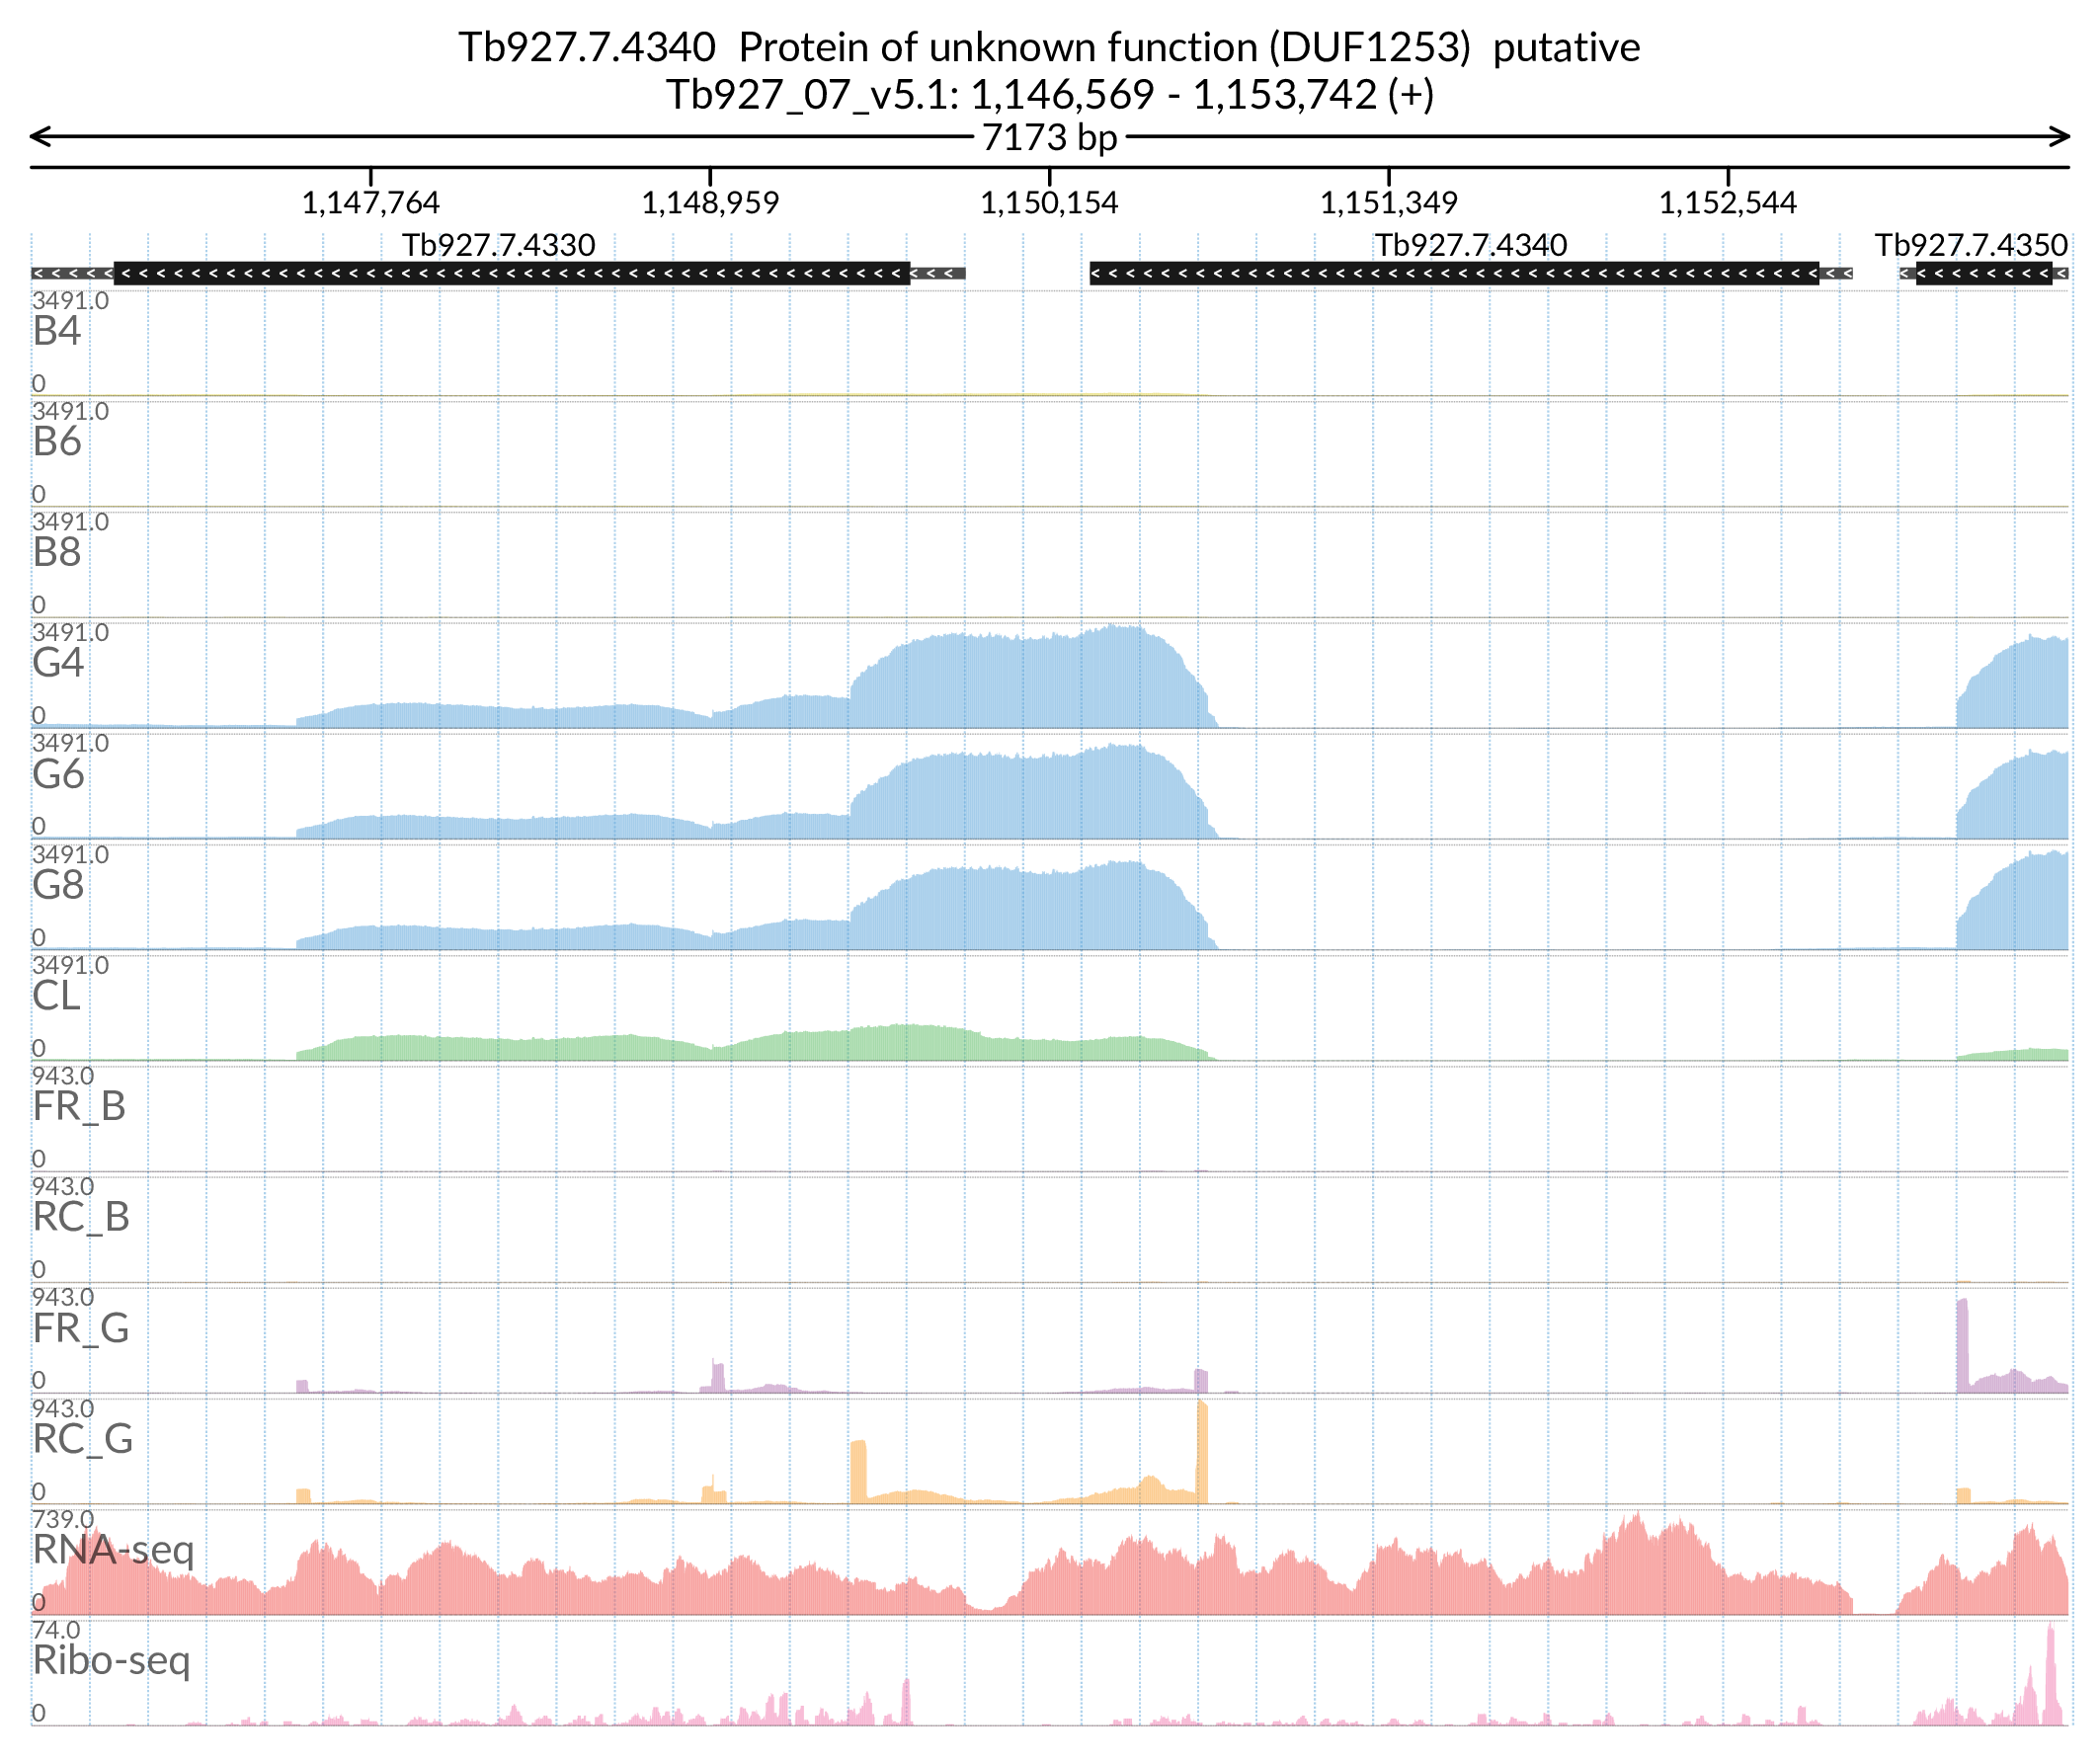 Tb927.7.4340  Protein of unknown function (DUF1253)  putative
Tb927_07_v5.1: 1,146,569 - 1,153,742 (+)
7173 bp
1,147,764 1,148,959 1,150,154 1,151,349 1,152,544
Tb927.7.4330 Tb927.7.4340 Tb927.7.4350
3491.0
B4
0
3491.0
B6
0
3491.0
B8
0
3491.0
G4
0
3491.0
G6
0
3491.0
G8
0
3491.0
CL
0
943.0
FR_B
0
943.0
RC_B
0
943.0
FR_G
0
943.0
RC_G
0
739.0
RNA-seq
0
74.0
Ribo-seq
0